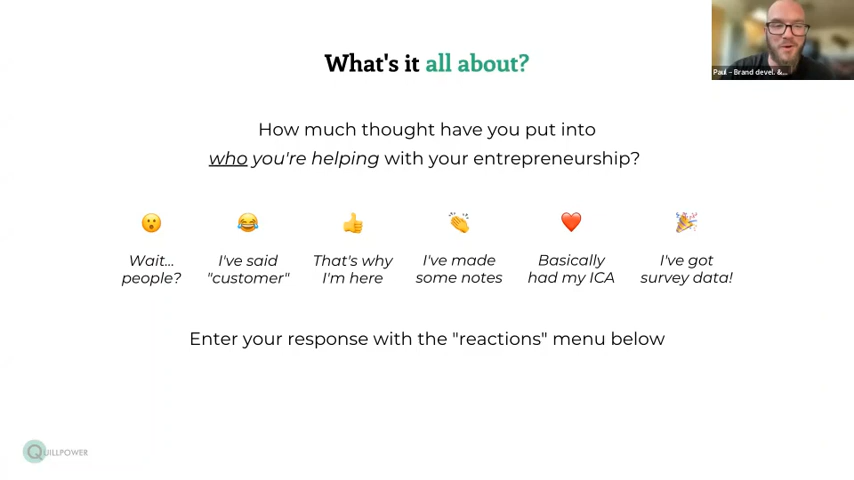 What's it all about?
Paul – Brand devel. &...
How much thought have you put into
who you're helping with your entrepreneurship?
Wait...
people?
I've said
"customer"
That's why
I'm here
I've made
some notes
Basically
had my ICA
I've got
survey data!
Enter your response with the "reactions" menu below
QUILLPOWER